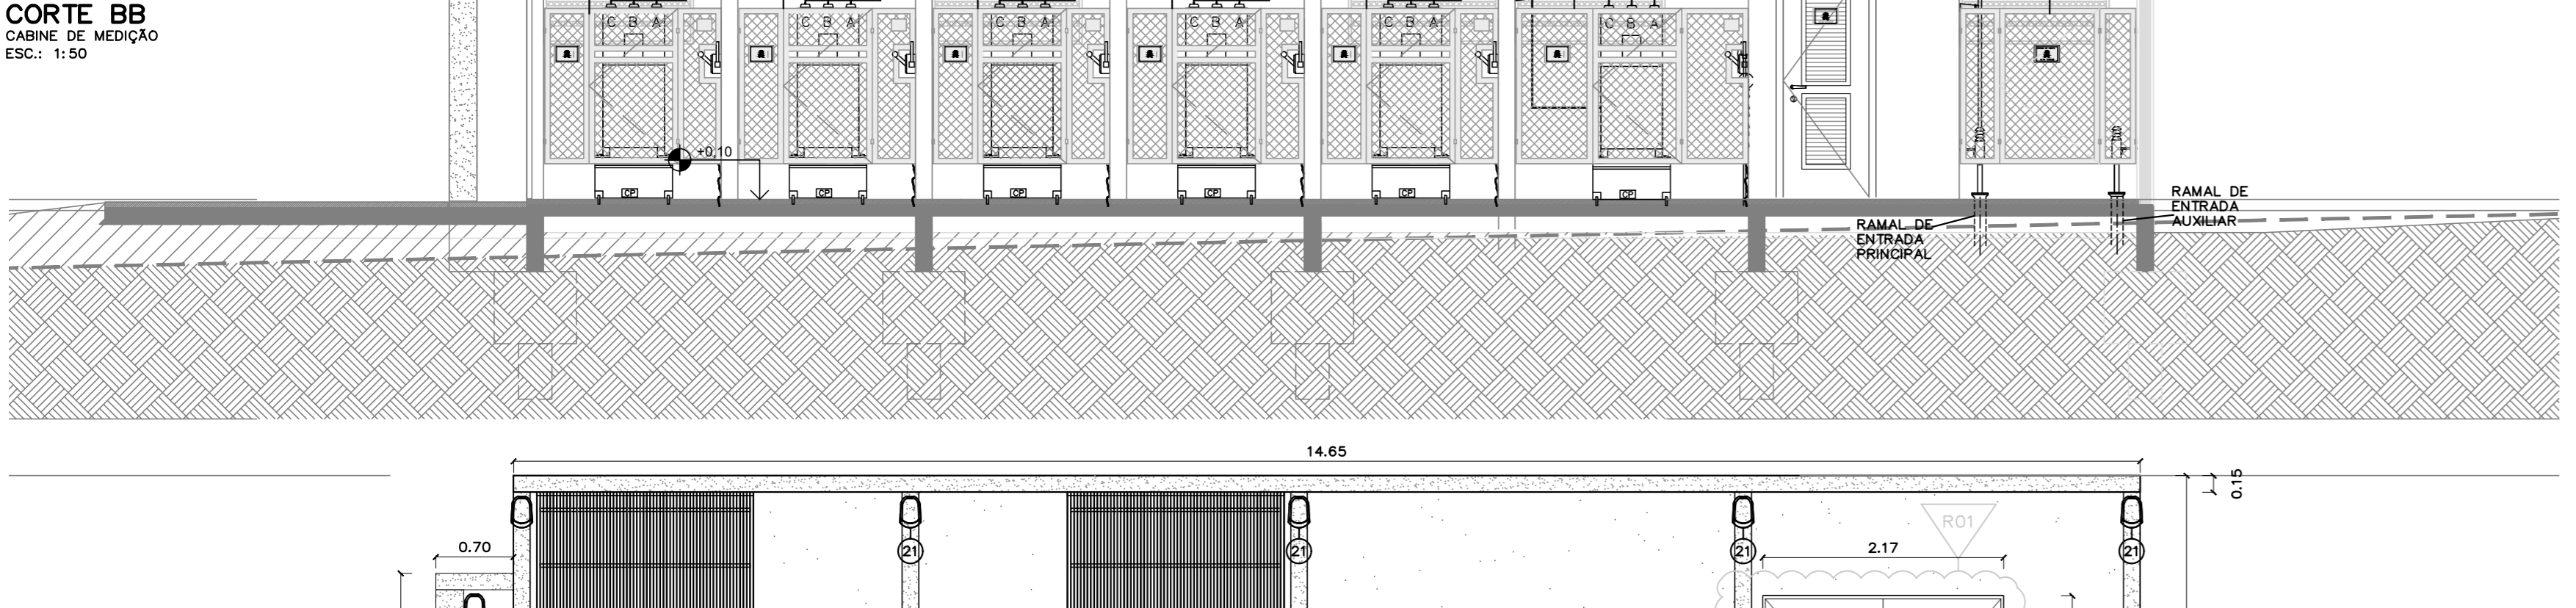 CORTE BB
CABINE DE MEDIÇÃO
ESC.: 1:50
C B A
C B A
C B A
C B A
C B A
C B A
+0,10
CP
CP
CP
CP
CP
CP
RAMAL DE
ENTRADA
PRINCIPAL
RAMAL DE
ENTRADA
AUXILIAR
14.65
0.15
0.70
21
21
21
21
R01
2.17